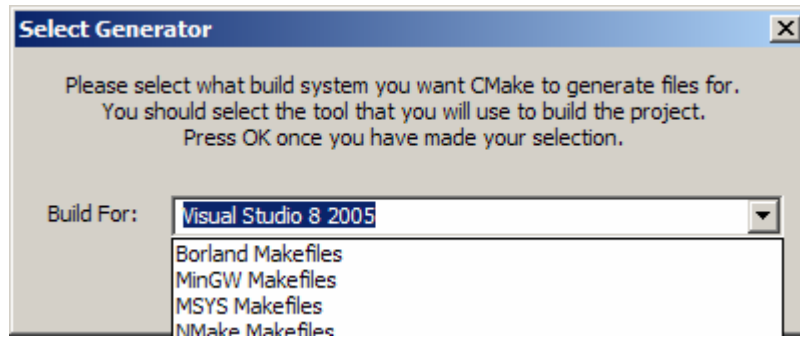 Select Generator
Please select what build system you want CMake to generate files for.
You should select the tool that you will use to build the project.
Press OK once you have made your selection.
Build For: Visual Studio 8 2005
Borland Makefiles
MinGW Makefiles
MSYS Makefiles
NMake Makefiles